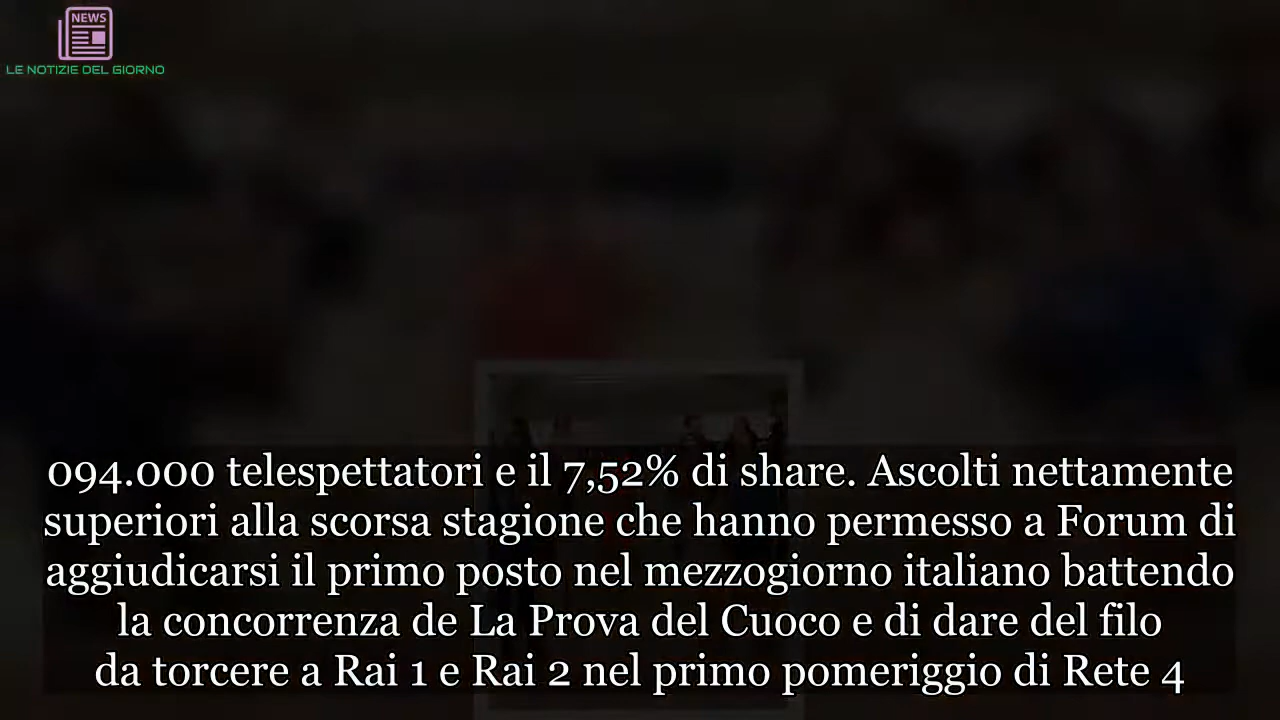 NEWS
LE NOTIZIE DEL GIORNO
094.000 telespettatori e il 7,52% di share. Ascolti nettamente
superiori alla scorsa stagione che hanno permesso a Forum di
aggiudicarsi il primo posto nel mezzogiorno italiano battendo
la concorrenza de La Prova del Cuoco e di dare del filo
da torcere a Rai 1 e Rai 2 nel primo pomeriggio di Rete 4